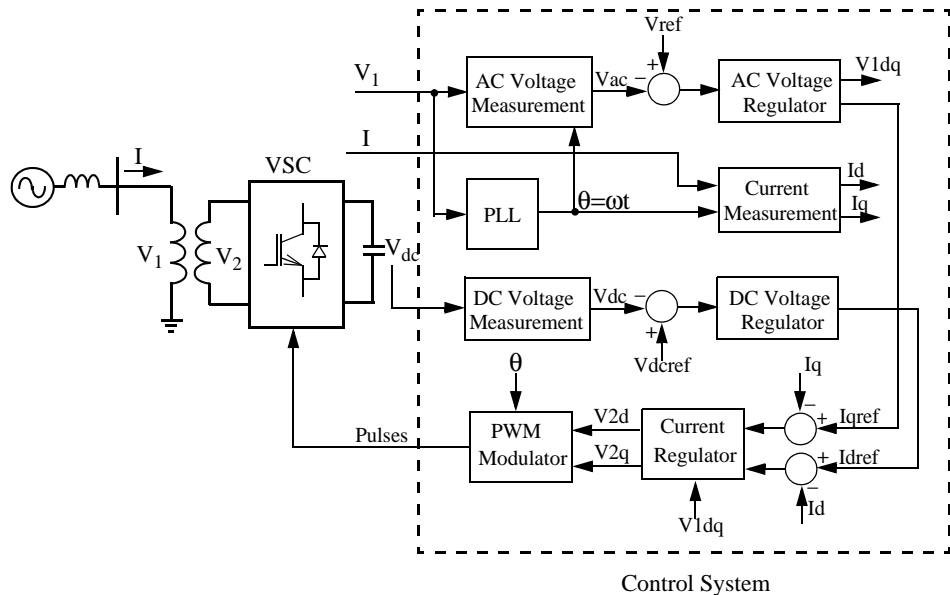 Vref
V1
AC Voltage
Measurement
Vac
−
+
AC Voltage
Regulator
V1dq
I
I
VSC
Current
Measurement
Id
Iq
PLL
θ=ωt
V1
V2
Vdc
DC Voltage
Measurement
Vdc
−
+
DC Voltage
Regulator
Vdcref
θ
Iq
−
+
Iqref
Pulses
PWM
Modulator
V2d
V2q
Current
Regulator
+
Idref
−
Id
V1dq
Control System